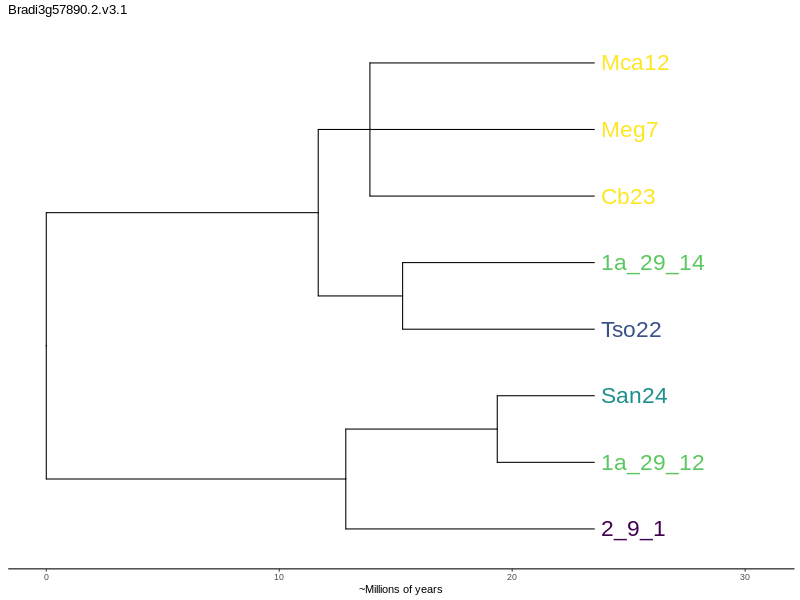 Bradi3g57890.2.v3.1
Mca12
Meg7
Cb23
1a_29_14
Tso22
San24
1a_29_12
2_9_1
0 10 20 30
~Millions of years